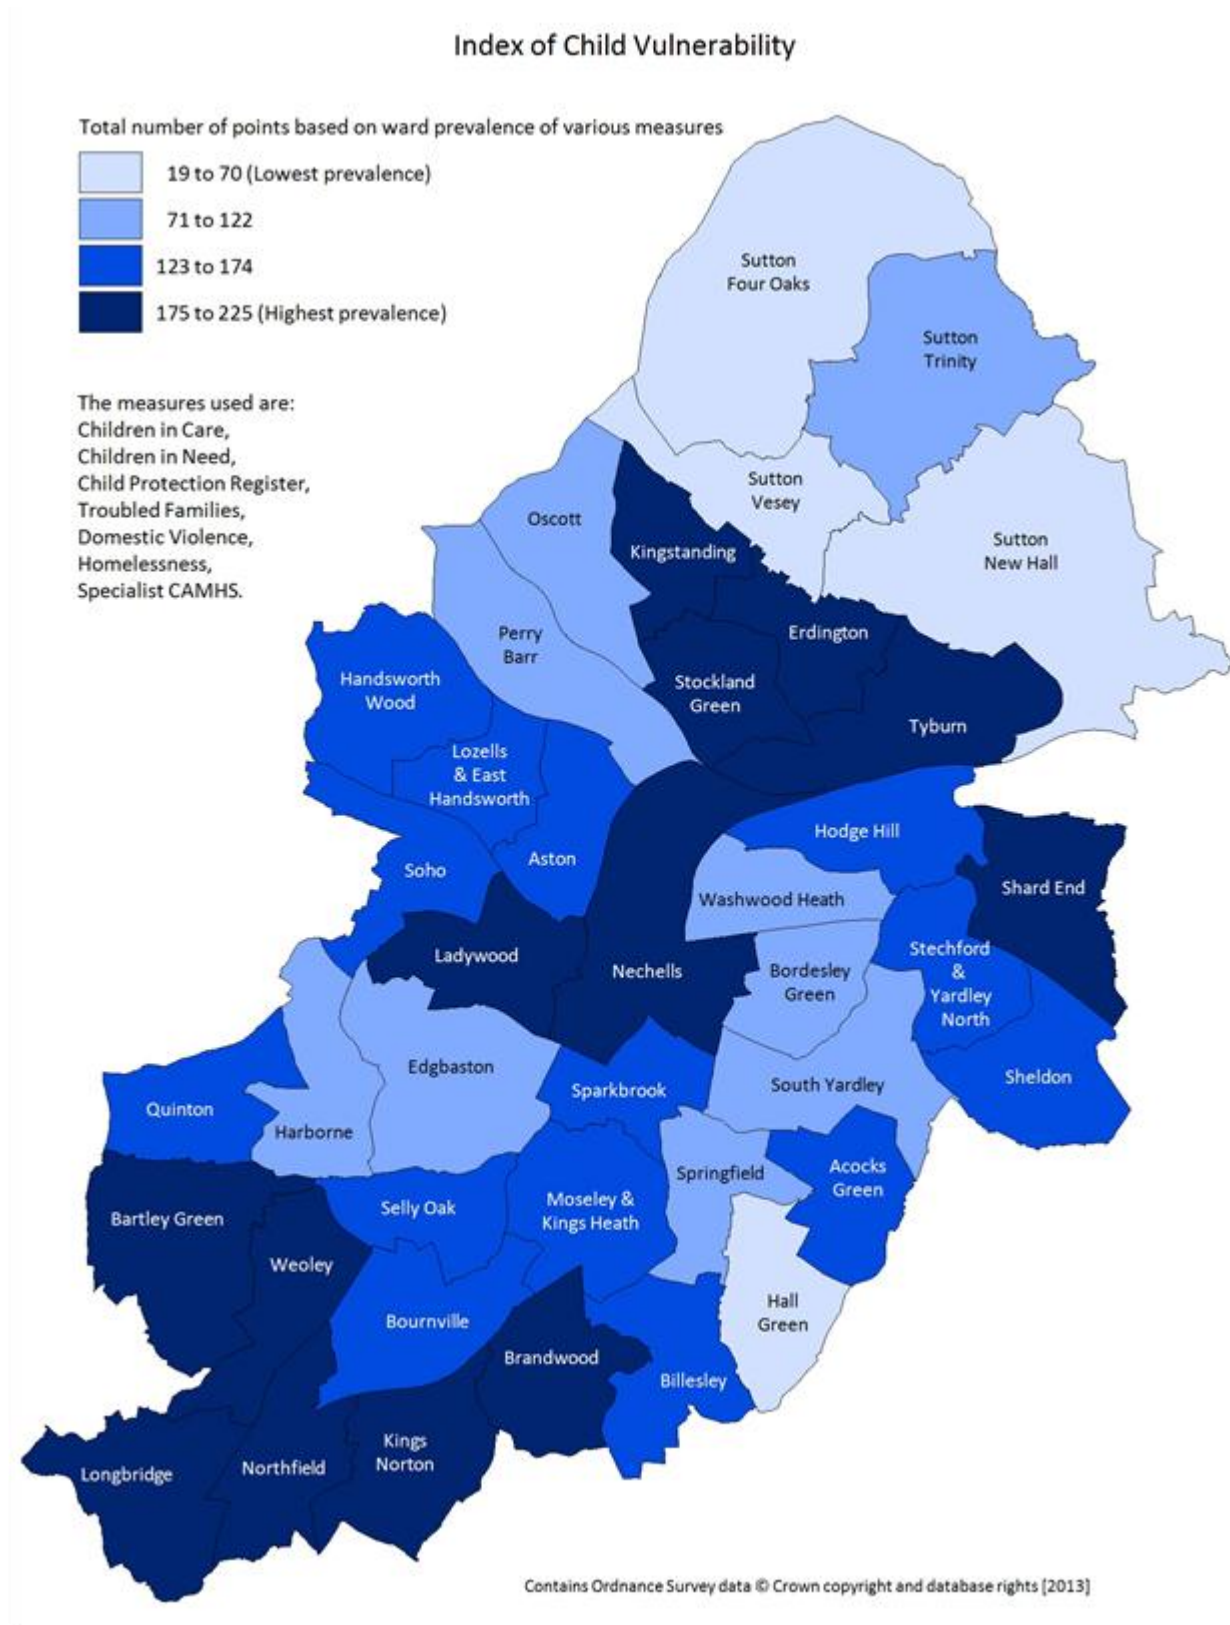 Index of Child Vulnerability
Total number of points based on ward prevalence of various measures
19 to 70 (Lowest prevalence)
71 to 122
123 to 174
175 to 225 (Highest prevalence)
The measures used are:
Children in Care,
Children in Need,
Child Protection Register,
Troubled Families,
Domestic Violence,
Homelessness,
Specialist CAMHS.
Sutton
Four Oaks
Sutton
Trinity
Sutton
Vesey
Oscott
Sutton
New Hall
Kingstanding
Erdington
Perry
Barr
Stockland
Green
Handsworth
Wood
Tyburn
Lozells
& East
Handsworth
Hodge Hill
Aston
Soho
Shard End
Washwood Heath
Ladywood
Nechells
Bordesley
Green
Stechford
&
Yardley
North
Edgbaston
Sparkbrook
South Yardley
Sheldon
Quinton
Harborne
Springfield
Acocks
Green
Bartley Green
Selly Oak
Moseley &
Kings Heath
Weoley
Bournville
Hall
Green
Brandwood
Billesley
Longbridge
Northfield
Kings
Norton
Contains Ordnance Survey data © Crown copyright and database rights [2013]